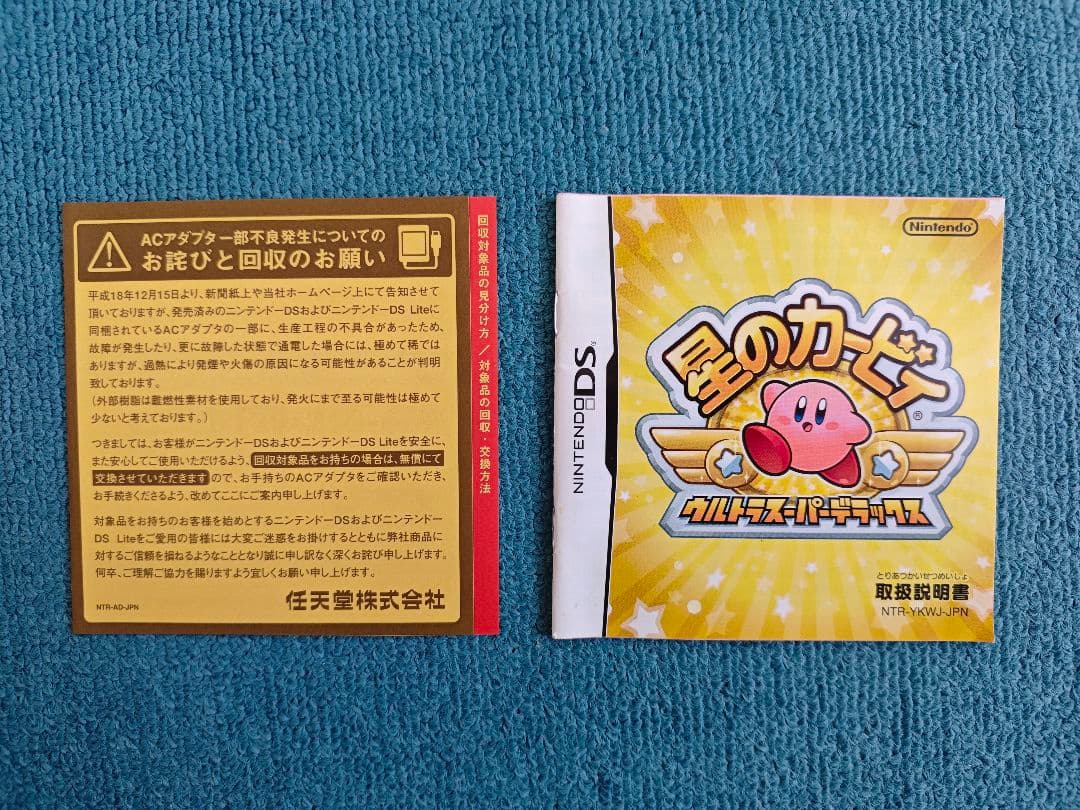 ACアダプター一部不良発生についての
お詫びと回収のお願い
平成18年12月15日より、新聞紙上や当社ホームページ上にて告知させて
頂いておりますが、発売済みのニンテンドーDSおよびニンテンドーDS Liteに
同梱されているACアダプタの一部に、生産工程の不具合があったため、
故障が発生したり、更に故障した状態で通電した場合には、極めて稀では
ありますが、過熱により発煙や火傷の原因になる可能性があることが判明
致しております。
(外部樹脂は難燃性素材を使用しており、発火にまで至る可能性は極めて
少ないと考えております。)
つきましては、お客様がニンテンドーDSおよびニンテンドーDS Liteを安全に、
また安心してご使用いただけるよう、回収対象品をお持ちの場合は、無償にて
交換させていただきますので、お手持ちのACアダプタをご確認いただき、
お手続きくださるよう、改めてここにご案内申し上げます。
対象品をお持ちのお客様を始めとするニンテンドーDSおよびニンテンドー
DS Liteをご愛用の皆様には大変ご迷惑をお掛けするとともに弊社商品に
対するご信頼を損ねるようなこととなり誠に申し訳なく深くお詫び申し上げます。
何卒、ご理解ご協力を賜りますよう宜しくお願い申し上げます。
NTR-AD-JPN
任天堂株式会社
回収対象品の見分け方/対象品の回収・交換方法
NINTENDO DS
Nintendo
星のカービィ
ウルトラスーパーデラックス
とりあつかいせつめいしょ
取扱説明書
NTR-YKWJ-JPN